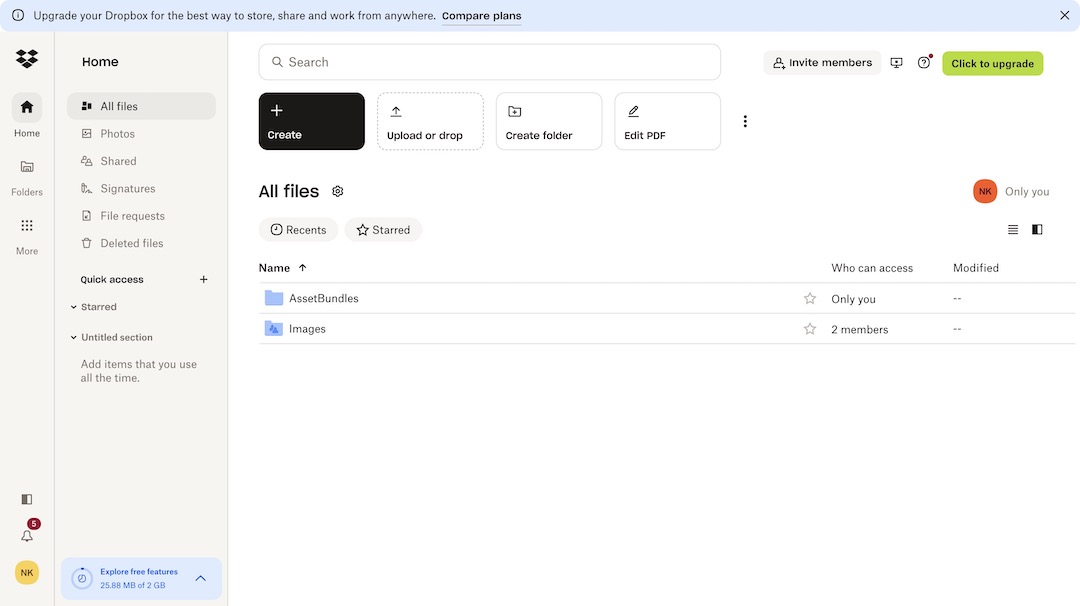 Upgrade your Dropbox for the best way to store, share and work from anywhere. Compare plans
Home
Folders
More
5
NK
Home
All files
Photos
Shared
Signatures
File requests
Deleted files
Quick access
Starred
Untitled section
Add items that you use
all the time.
Explore free features
25.88 MB of 2 GB
Search
Invite members
Click to upgrade
Create
Upload or drop
Create folder
Edit PDF
All files
NK Only you
Recents Starred
Name Who can access Modified
AssetBundles Only you --
Images 2 members --